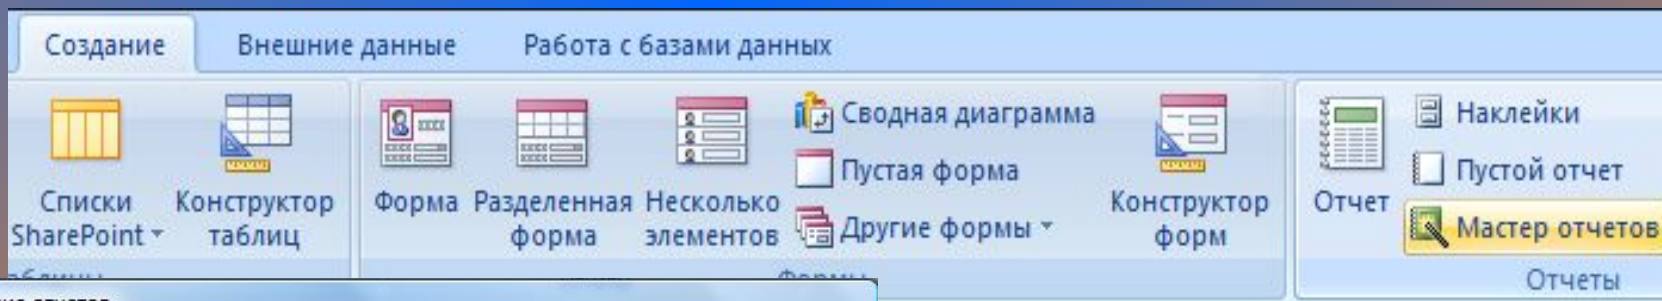 Создание Внешние данные Работа с базами данных
Списки
SharePoint
Конструктор
таблиц
Форма
Разделенная
форма
Несколько
элементов
Сводная диаграмма
Пустая форма
Другие формы
Конструктор
форм
Отчет
Наклейки
Пустой отчет
Мастер отчетов
Формы
Отчеты